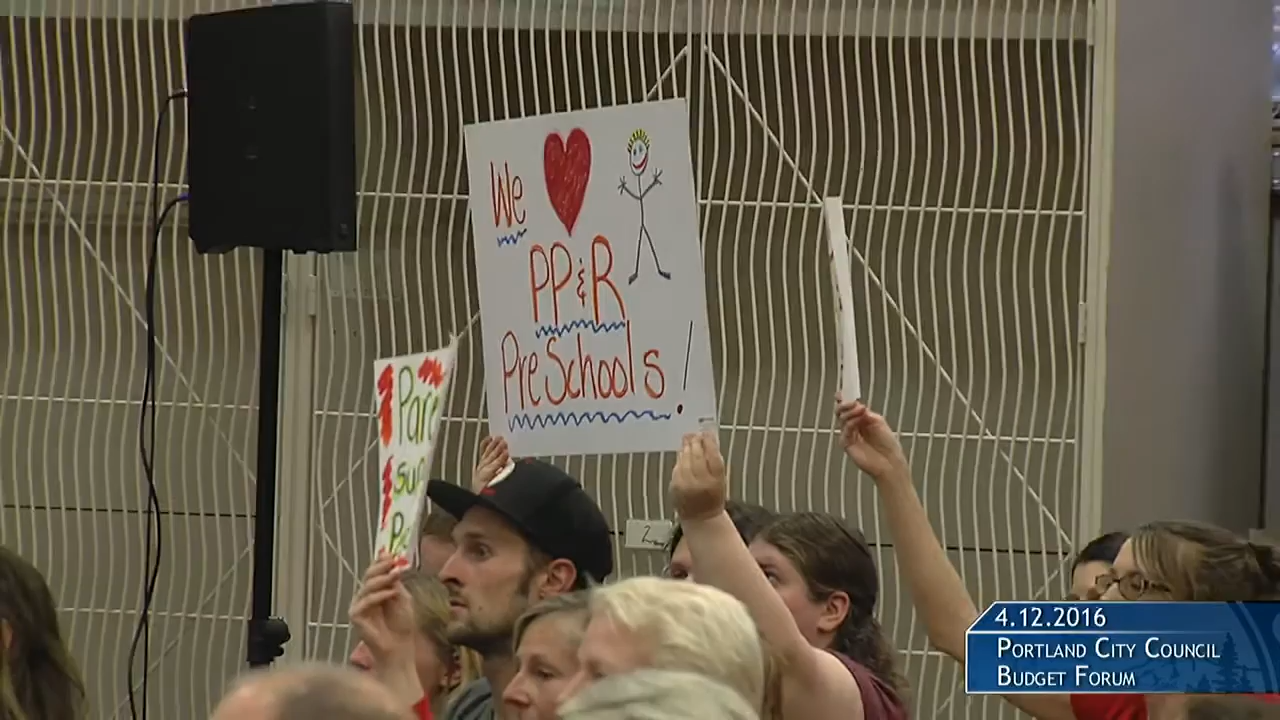 We
PP&R
PreSchools!
4.12.2016
Portland City Council
Budget Forum